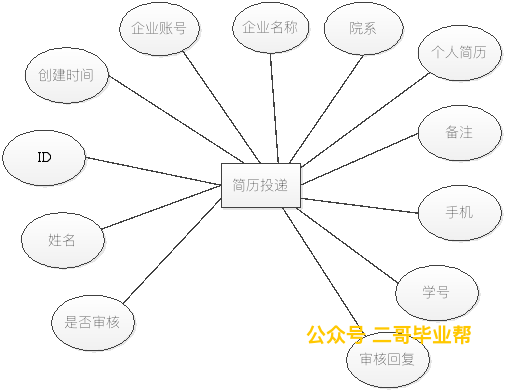 企业账号
企业名称
院系
个人简历
创建时间
备注
ID
简历投递
手机
姓名
学号
是否审核
公众号 二哥毕业帮
审核回复